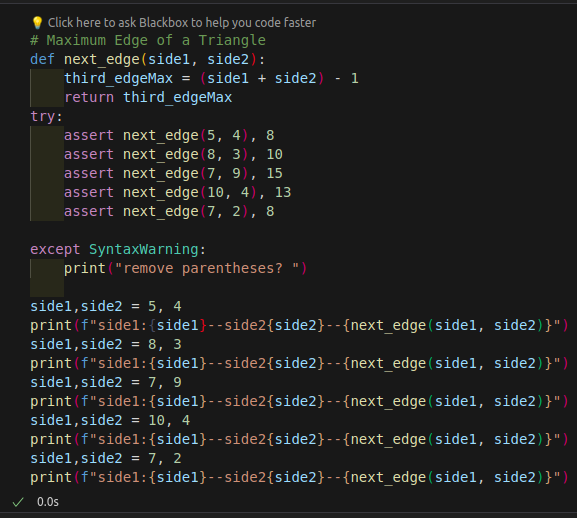 💡 Click here to ask Blackbox to help you code faster
# Maximum Edge of a Triangle
def next_edge(side1, side2):
    third_edgeMax = (side1 + side2) - 1
    return third_edgeMax
try:
    assert next_edge(5, 4), 8
    assert next_edge(8, 3), 10
    assert next_edge(7, 9), 15
    assert next_edge(10, 4), 13
    assert next_edge(7, 2), 8
except SyntaxWarning:
    print("remove parentheses? ")
side1,side2 = 5, 4
print(f"side1:{side1}--side2{side2}--{next_edge(side1, side2)}")
side1,side2 = 8, 3
print(f"side1:{side1}--side2{side2}--{next_edge(side1, side2)}")
side1,side2 = 7, 9
print(f"side1:{side1}--side2{side2}--{next_edge(side1, side2)}")
side1,side2 = 10, 4
print(f"side1:{side1}--side2{side2}--{next_edge(side1, side2)}")
side1,side2 = 7, 2
print(f"side1:{side1}--side2{side2}--{next_edge(side1, side2)}")
✓ 0.0s